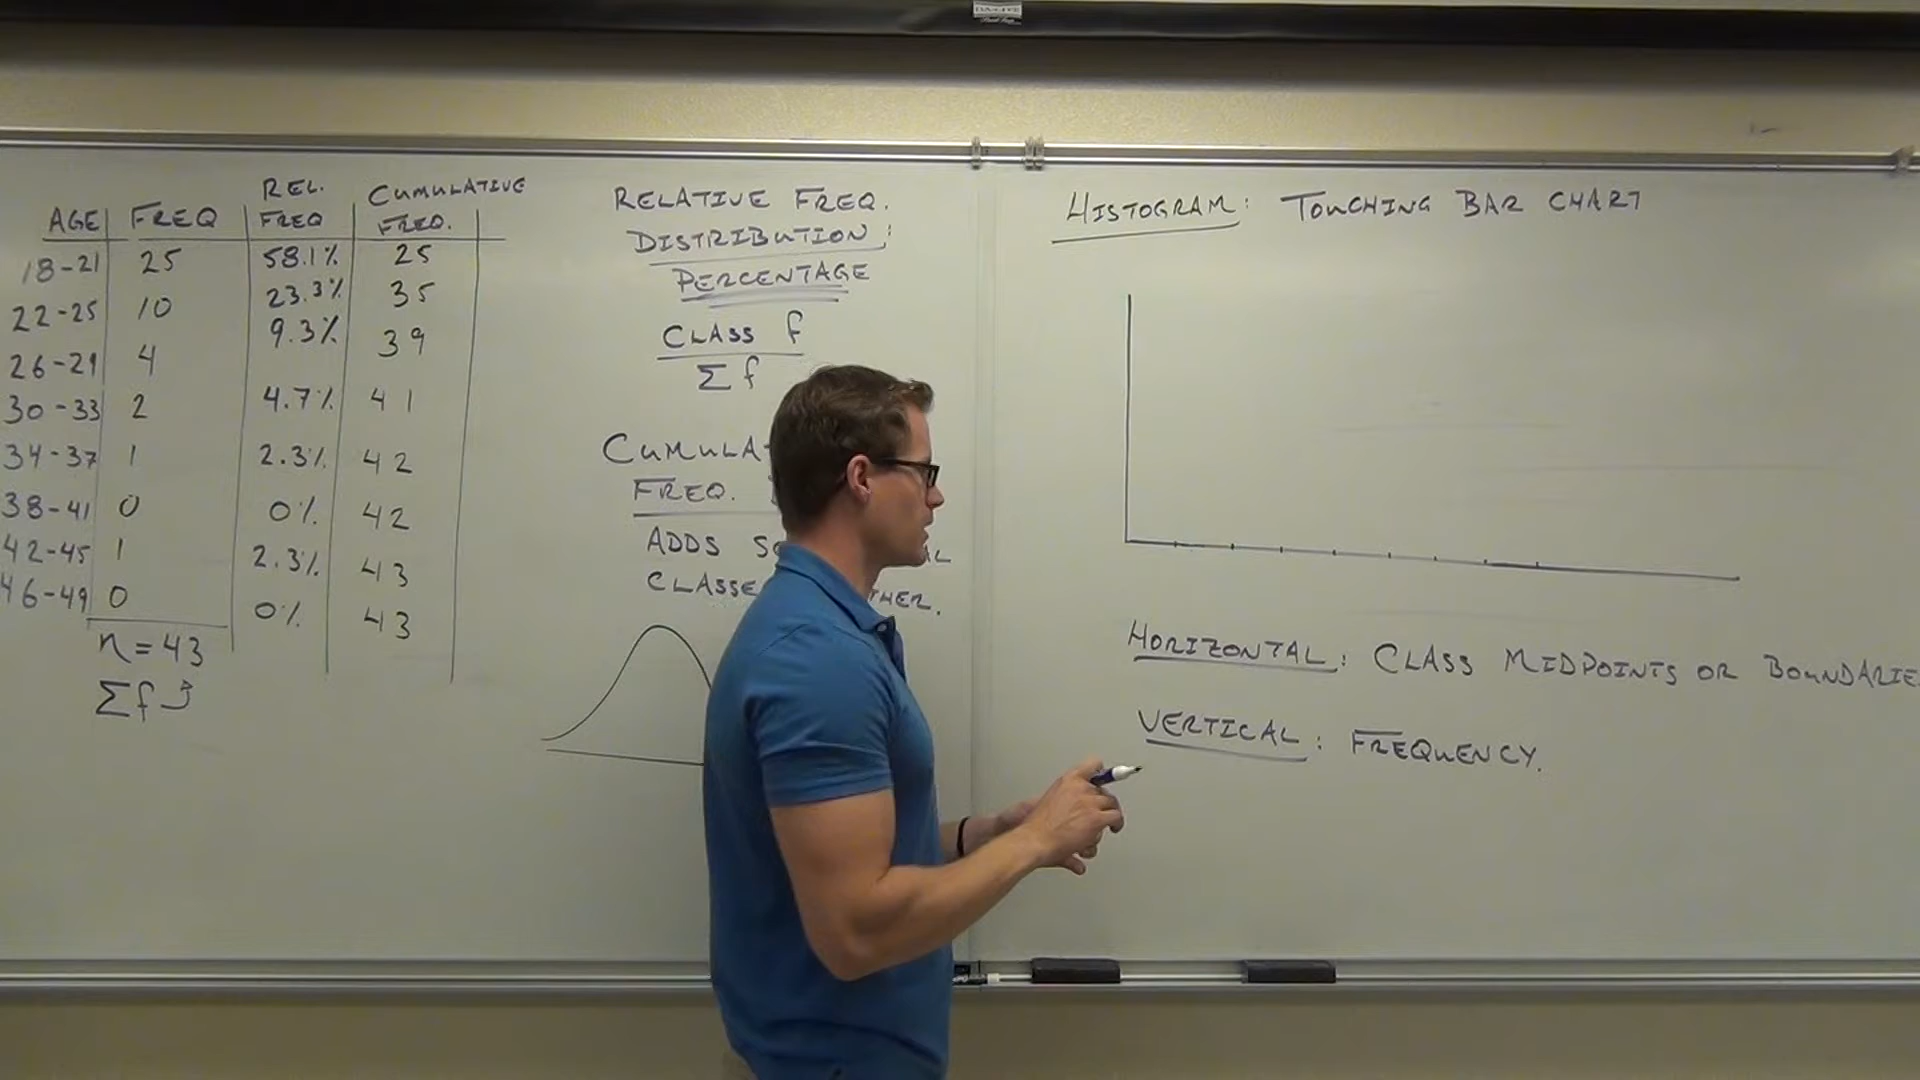 REL. CUMULATIVE
AGE FREQ FREQ FREQ.
18-21 25 58.1% 25
22-25 10 23.3% 35
26-29 4 9.3% 39
30-33 2 4.7% 41
34-37 1 2.3% 42
38-41 0 0% 42
42-45 1 2.3% 43
46-49 0 0% 43
n = 43
Σf
RELATIVE FREQ.
DISTRIBUTION:
PERCENTAGE
CLASS f
Σ f
FREQ.
ADDS
HISTOGRAM: TOUCHING BAR CHART
HORIZONTAL: CLASS MIDPOINTS OR BOUNDARIE
VERTICAL: FREQUENCY.